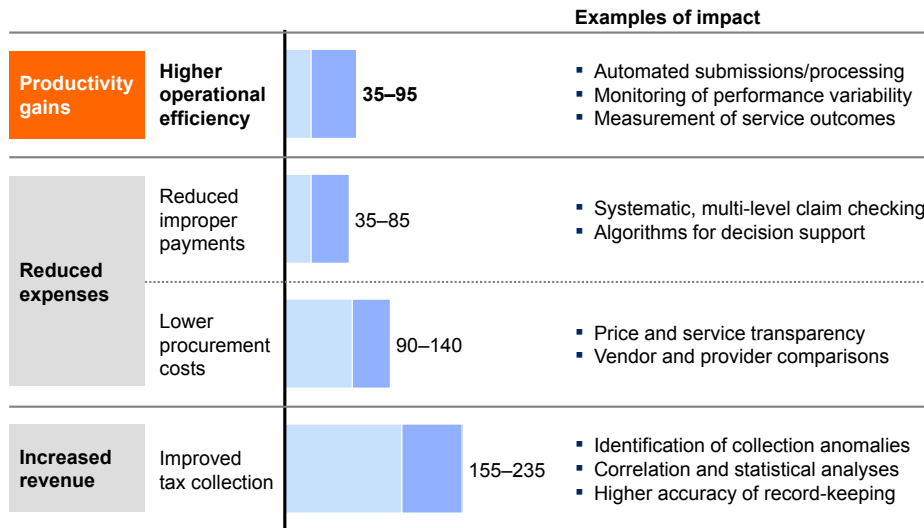 Examples of impact
Productivity
gains
Higher
operational
efficiency
35–95
▪ Automated submissions/processing
▪ Monitoring of performance variability
▪ Measurement of service outcomes
Reduced
expenses
Reduced
improper
payments
35–85
▪ Systematic, multi-level claim checking
▪ Algorithms for decision support
Lower
procurement
costs
90–140
▪ Price and service transparency
▪ Vendor and provider comparisons
Increased
revenue
Improved
tax collection
155–235
▪ Identification of collection anomalies
▪ Correlation and statistical analyses
▪ Higher accuracy of record-keeping